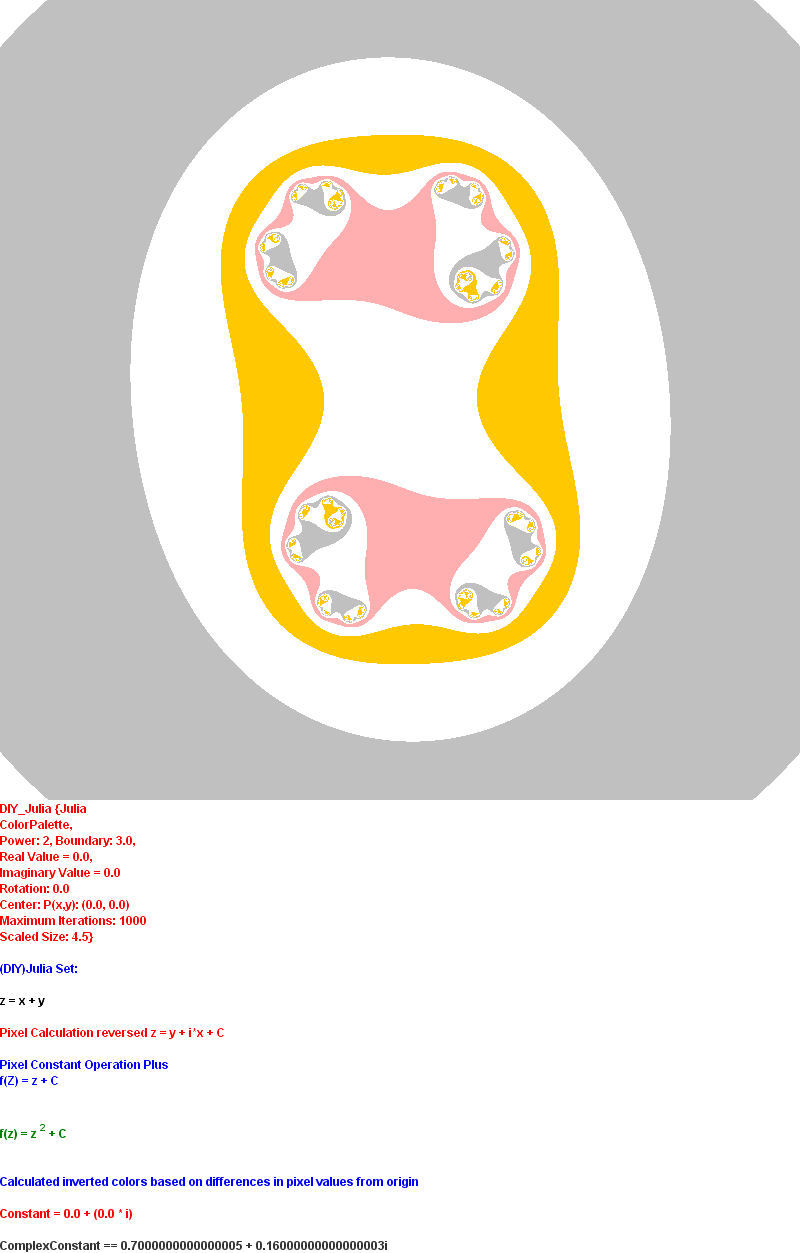 DIY_Julia {Julia
ColorPalette,
Power: 2, Boundary: 3.0,
Real Value = 0.0,
Imaginary Value = 0.0
Rotation: 0.0
Center: P(x,y): (0.0, 0.0)
Maximum Iterations: 1000
Scaled Size: 4.5}
(DIY)Julia Set:
z = x + y
Pixel Calculation reversed z = y + i*x + C
Pixel Constant Operation Plus
f(Z) = z + C
f(z) = z 2 + C
Calculated inverted colors based on differences in pixel values from origin
Constant = 0.0 + (0.0 * i)
ComplexConstant == 0.7000000000000005 + 0.16000000000000003i